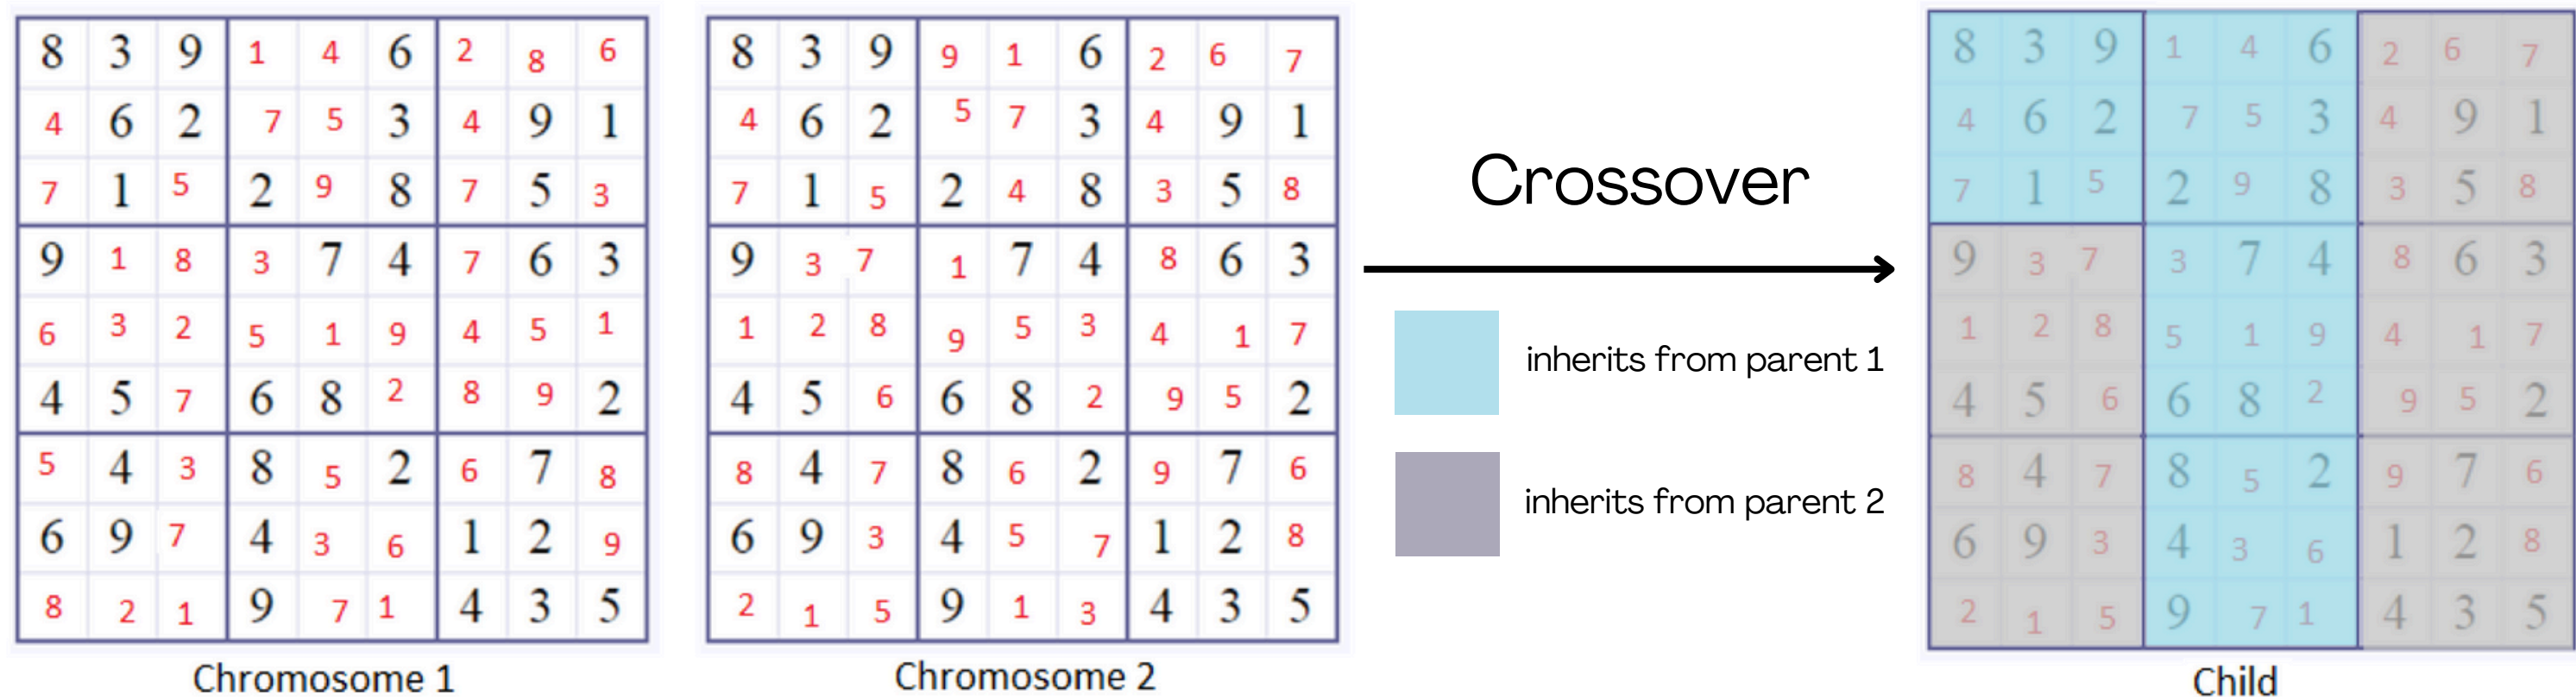 8 3 9 1 4 6 2 8 6
4 6 2 7 5 3 4 9 1
7 1 5 2 9 8 7 5 3
9 1 8 3 7 4 7 6 3
6 3 2 5 1 9 4 5 1
4 5 7 6 8 2 8 9 2
5 4 3 8 5 2 6 7 8
6 9 7 4 3 6 1 2 9
8 2 1 9 7 1 4 3 5
Chromosome 1
8 3 9 9 1 6 2 6 7
4 6 2 5 7 3 4 9 1
7 1 5 2 4 8 3 5 8
9 3 7 1 7 4 8 6 3
1 2 8 9 5 3 4 1 7
4 5 6 6 8 2 9 5 2
8 4 7 8 6 2 9 7 6
6 9 3 4 5 7 1 2 8
2 1 5 9 1 3 4 3 5
Chromosome 2
Crossover
inherits from parent 1
inherits from parent 2
8 3 9 1 4 6 2 6 7
4 6 2 7 5 3 4 9 1
7 1 5 2 9 8 3 5 8
9 3 7 3 7 4 8 6 3
1 2 8 5 1 9 4 1 7
4 5 6 6 8 2 9 5 2
8 4 7 8 5 2 9 7 6
6 9 3 4 3 6 1 2 8
2 1 5 9 7 1 4 3 5
Child